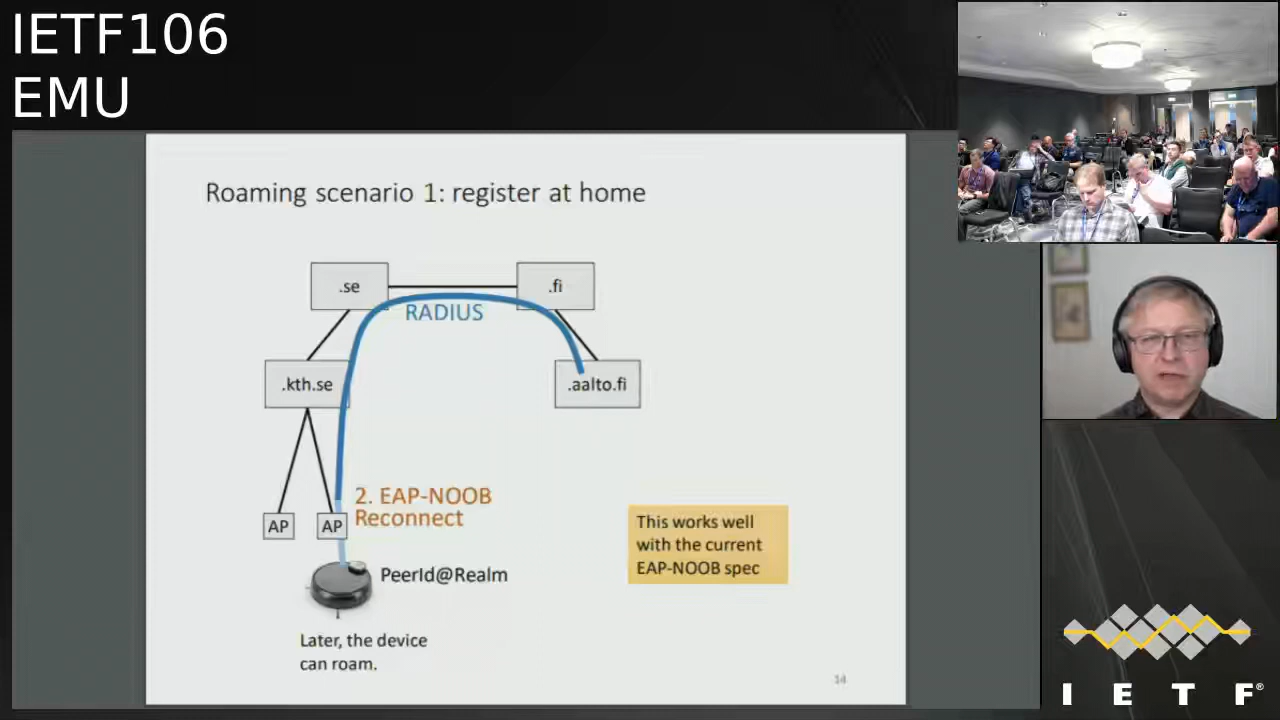 IETF106
EMU
Roaming scenario 1: register at home
.se
.fi
RADIUS
.kth.se
.aalto.fi
2. EAP-NOOB
Reconnect
AP
AP
This works well
with the current
EAP-NOOB spec
PeerId@Realm
Later, the device
can roam.
14
I E T F®